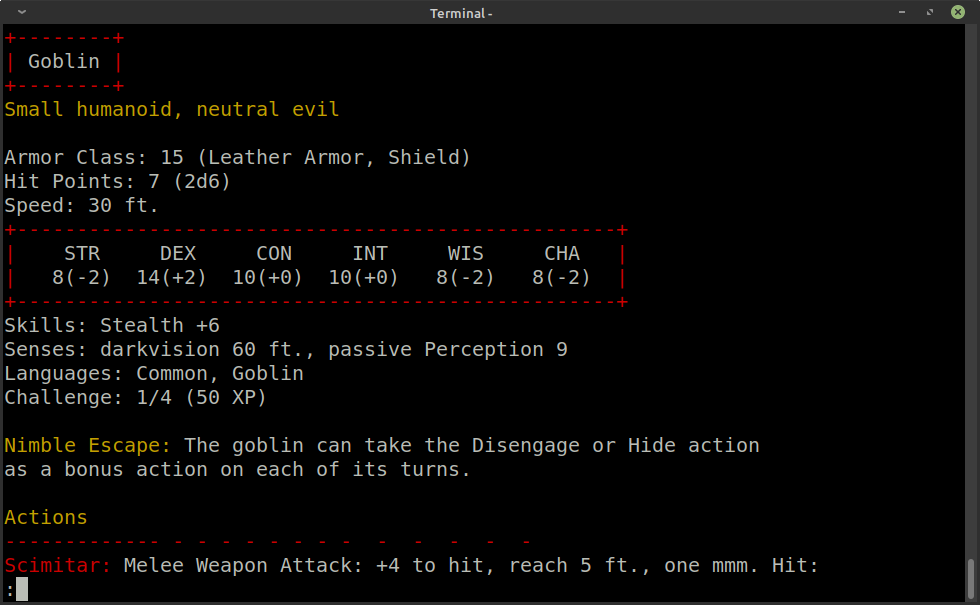 Terminal -
+--------+
| Goblin |
+--------+
Small humanoid, neutral evil
Armor Class: 15 (Leather Armor, Shield)
Hit Points: 7 (2d6)
Speed: 30 ft.
+--------------------------------------------------+
|    STR     DEX     CON     INT     WIS     CHA   |
|   8(-2)  14(+2)  10(+0)  10(+0)   8(-2)   8(-2)  |
+--------------------------------------------------+
Skills: Stealth +6
Senses: darkvision 60 ft., passive Perception 9
Languages: Common, Goblin
Challenge: 1/4 (50 XP)
Nimble Escape: The goblin can take the Disengage or Hide action
as a bonus action on each of its turns.
Actions
------------- - - - - - - - -  -  -  -  -  -
Scimitar: Melee Weapon Attack: +4 to hit, reach 5 ft., one mmm. Hit:
: